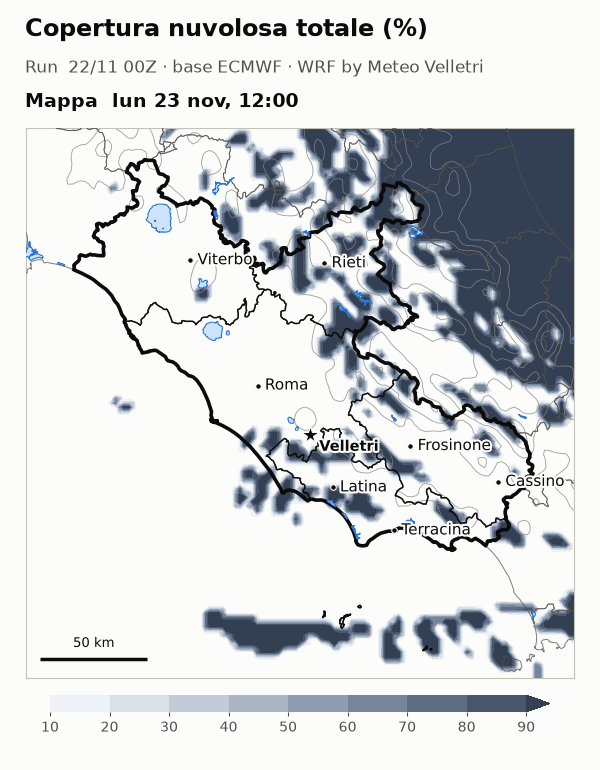 Copertura nuvolosa totale (%)
Run  22/11 00Z · base ECMWF · WRF by Meteo Velletri
Mappa  lun 23 nov, 12:00
Viterbo
Rieti
Roma
Velletri
Frosinone
Latina
Cassino
Terracina
50 km
10 20 30 40 50 60 70 80 90